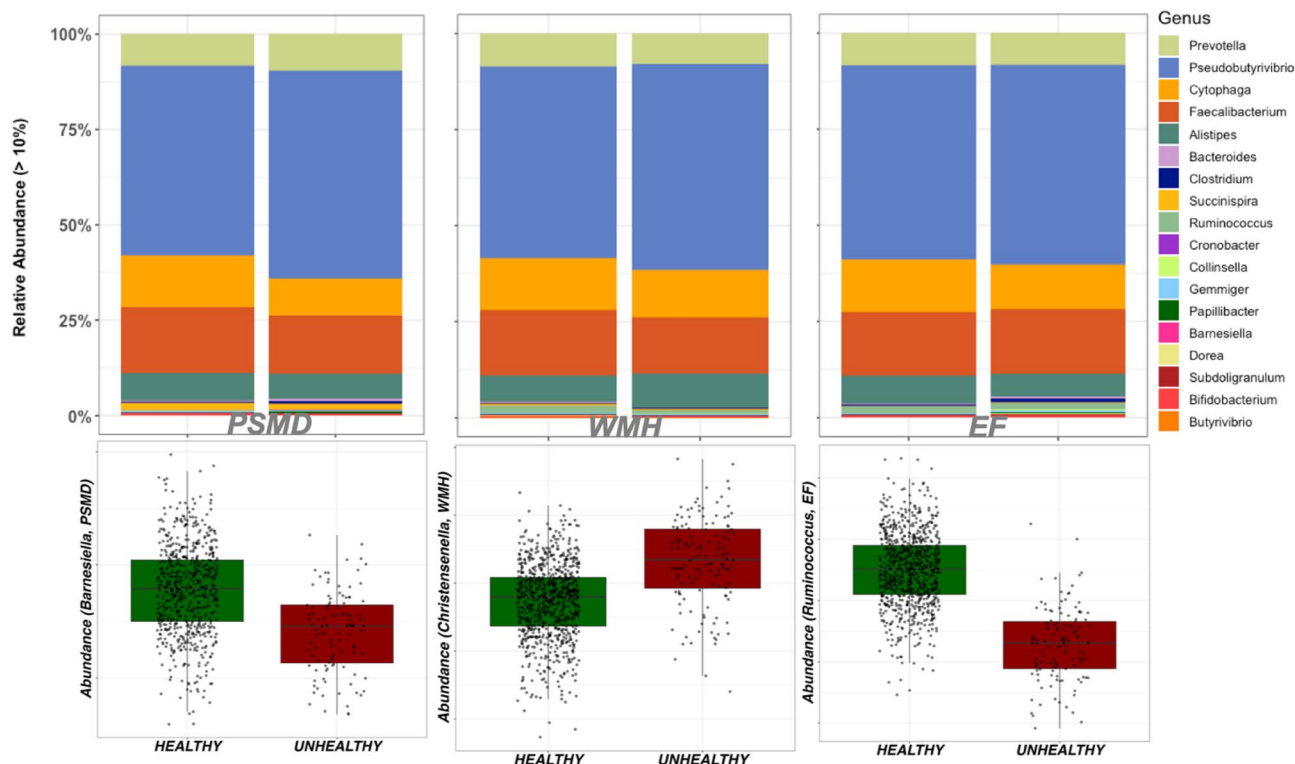 Relative Abundance (> 10%)
100%
75%
50%
25%
0%
PSMD
WMH
EF
Genus
Prevotella
Pseudobutyrivibrio
Cytophaga
Faecalibacterium
Alistipes
Bacteroides
Clostridium
Succinispira
Ruminococcus
Cronobacter
Collinsella
Gemmiger
Papillibacter
Barnesiella
Dorea
Subdoligranulum
Bifidobacterium
Butyrivibrio
Abundance (Barnesiella, PSMD)
HEALTHY
UNHEALTHY
Abundance (Christensenella, WMH)
HEALTHY
UNHEALTHY
Abundance (Ruminococcus, EF)
HEALTHY
UNHEALTHY